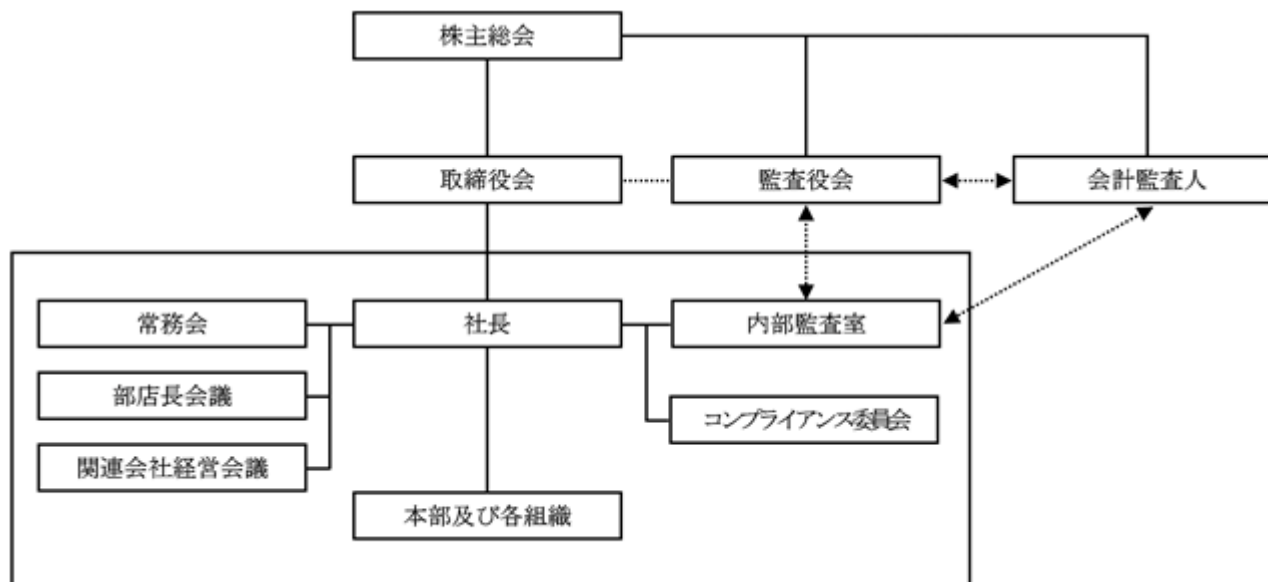 株主総会
取締役会
監査役会
会計監査人
常務会
社長
内部監査室
部店長会議
コンプライアンス委員会
関連会社経営会議
本部及び各組織